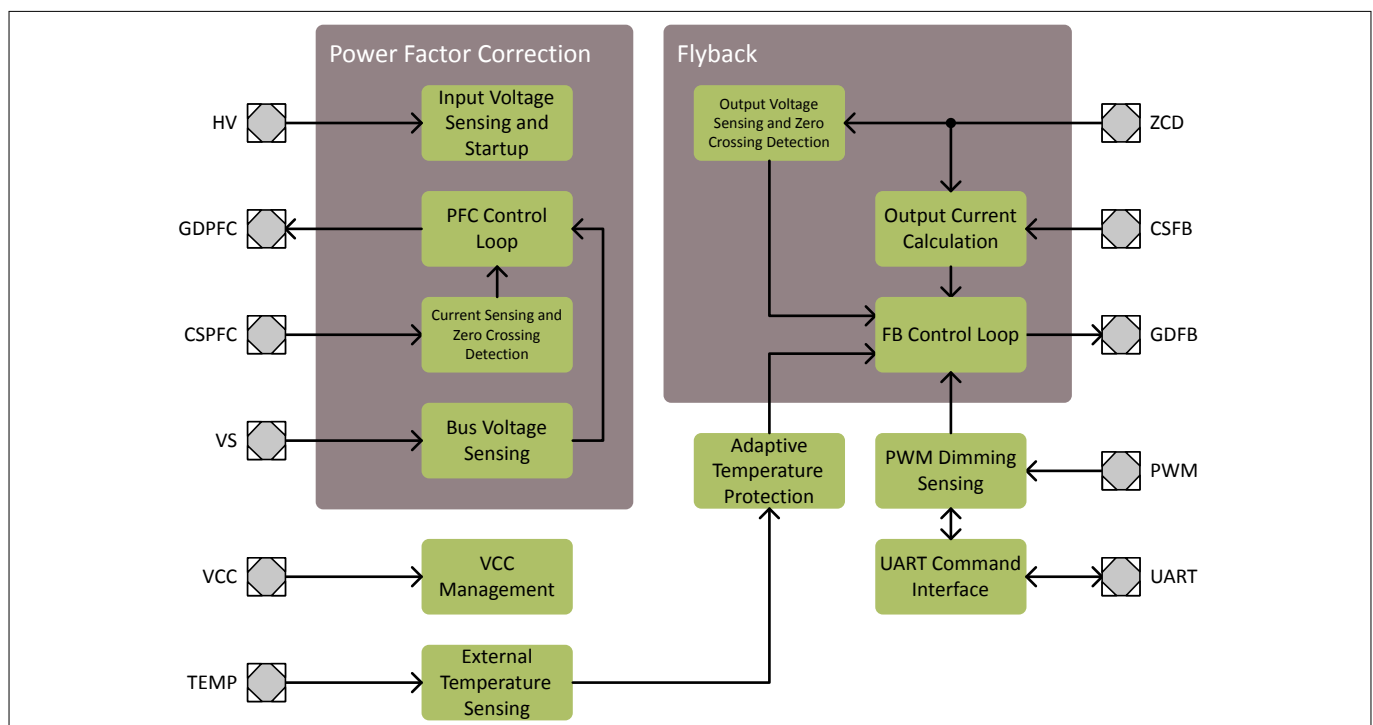 Power Factor Correction
Flyback
HV
Input Voltage
Sensing and
Startup
Output Voltage
Sensing and Zero
Crossing Detection
ZCD
GDPFC
PFC Control
Loop
Output Current
Calculation
CSFB
CSPFC
Current Sensing and
Zero Crossing
Detection
FB Control Loop
GDFB
VS
Bus Voltage
Sensing
Adaptive
Temperature
Protection
PWM Dimming
Sensing
PWM
VCC
VCC
Management
UART Command
Interface
UART
TEMP
External
Temperature
Sensing